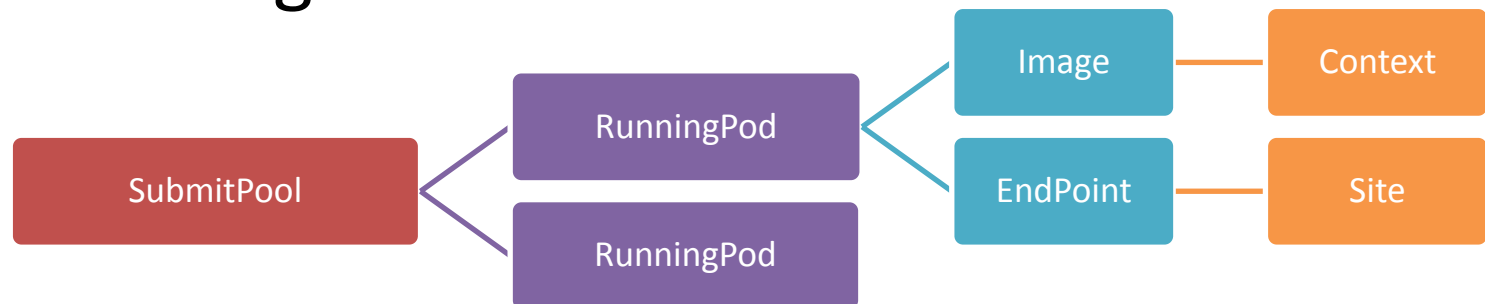 SubmitPool
RunningPod
RunningPod
Image
EndPoint
Context
Site